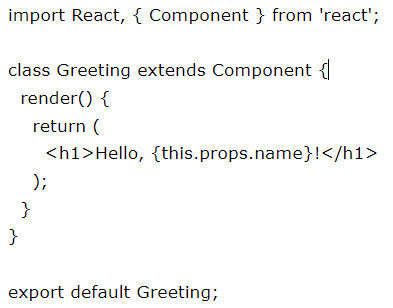 import React, { Component } from 'react';

class Greeting extends Component {
  render() {
    return (
      <h1>Hello, {this.props.name}!</h1>
    );
  }
}

export default Greeting;